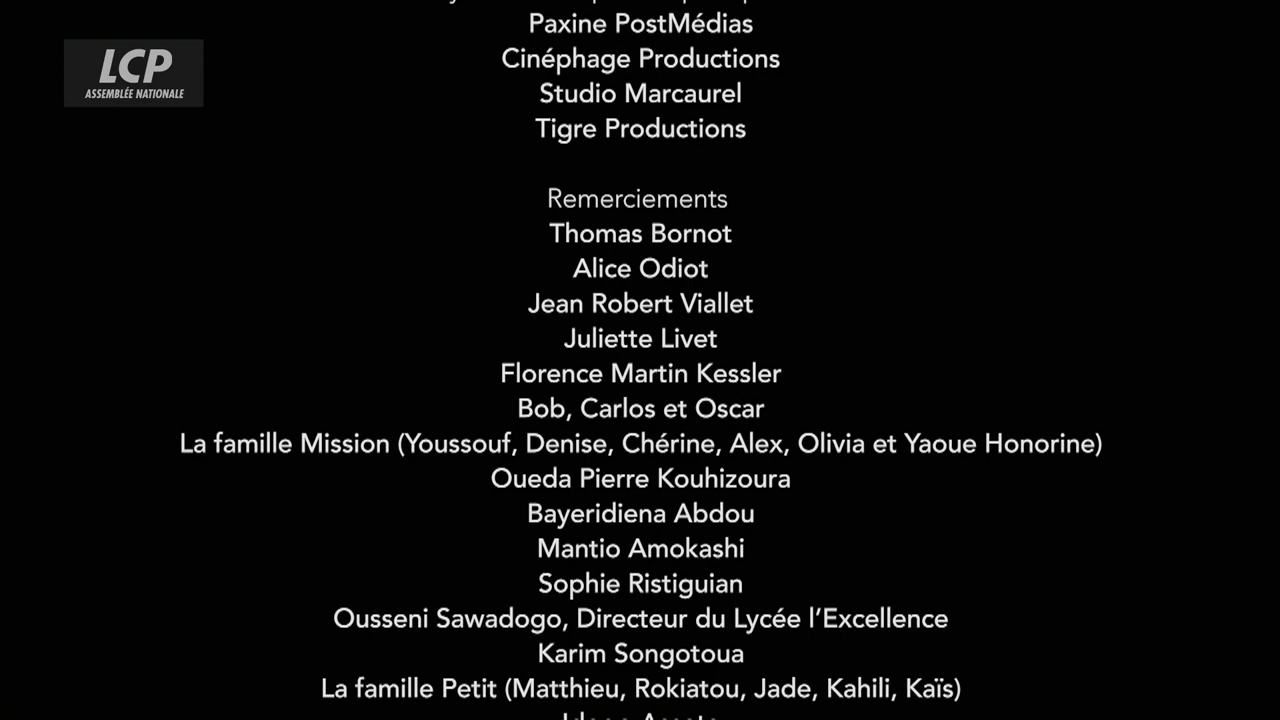 Paxine PostMédias
LCP
ASSEMBLÉE NATIONALE
Cinéphage Productions
Studio Marcaurel
Tigre Productions
Remerciements
Thomas Bornot
Alice Odiot
Jean Robert Viallet
Juliette Livet
Florence Martin Kessler
Bob, Carlos et Oscar
La famille Mission (Youssouf, Denise, Chérine, Alex, Olivia et Yaoue Honorine)
Oueda Pierre Kouhizoura
Bayeridiena Abdou
Mantio Amokashi
Sophie Ristiguian
Ousseni Sawadogo, Directeur du Lycée l’Excellence
Karim Songotoua
La famille Petit (Matthieu, Rokiatou, Jade, Kahili, Kaïs)